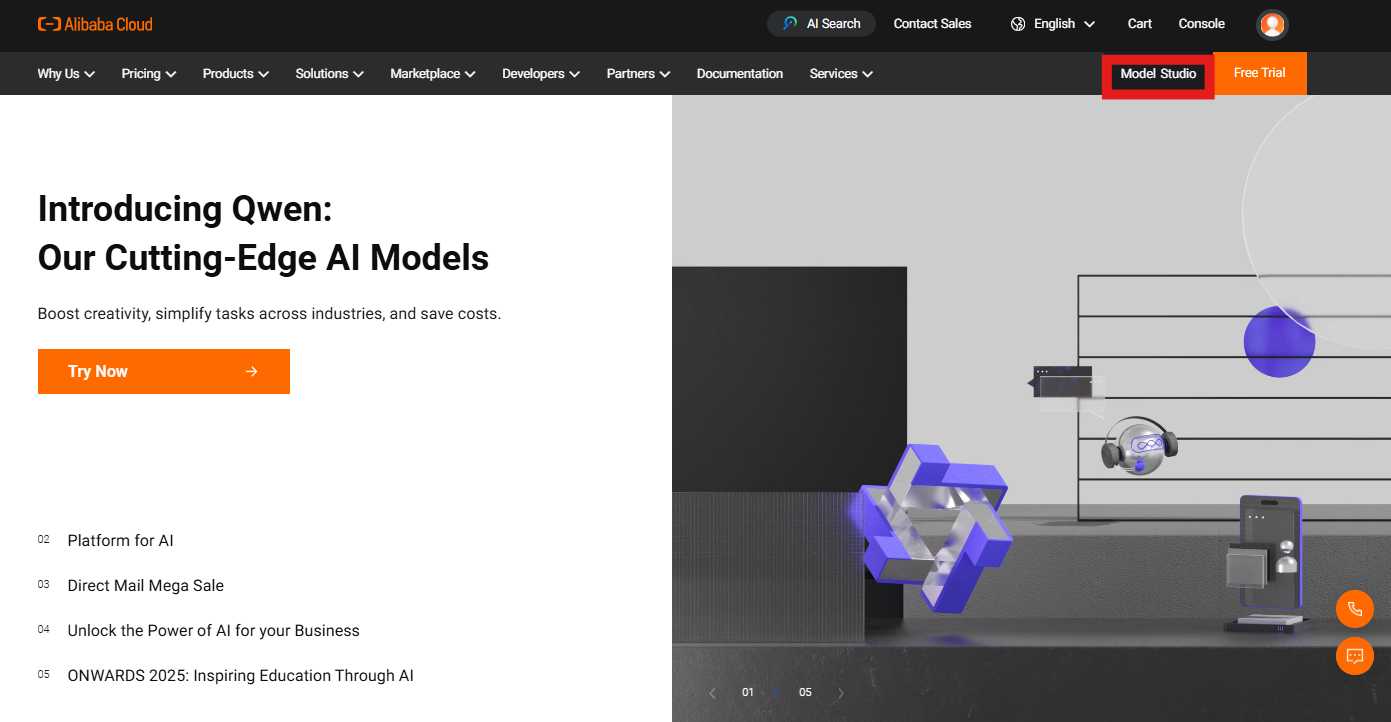 Alibaba Cloud
AI Search
Contact Sales
English
Cart
Console
Why Us
Pricing
Products
Solutions
Marketplace
Developers
Partners
Documentation
Services
Model Studio
Free Trial
Introducing Qwen:
Our Cutting-Edge AI Models
Boost creativity, simplify tasks across industries, and save costs.
Try Now
02 Platform for AI
03 Direct Mail Mega Sale
04 Unlock the Power of AI for your Business
05 ONWARDS 2025: Inspiring Education Through AI
01 / 05